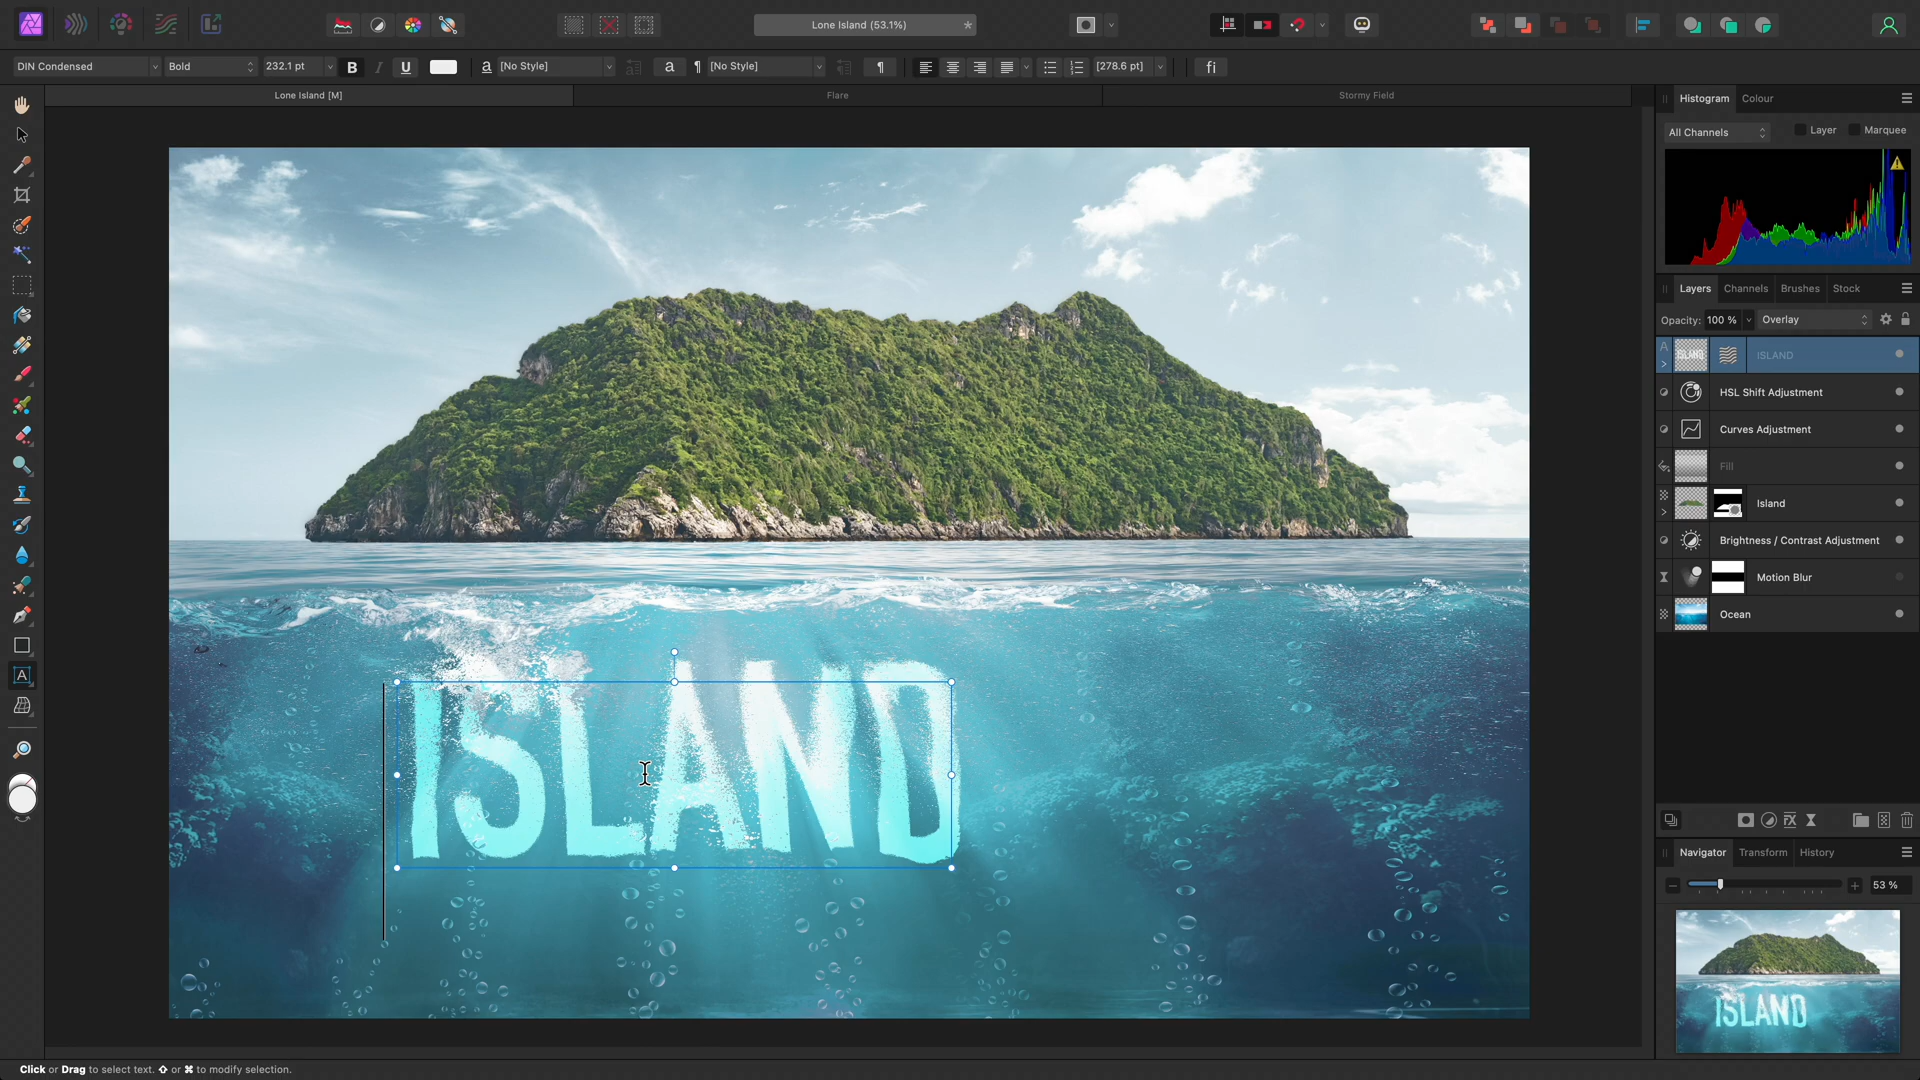 Lone Island (53.1%)
*
DIN Condensed
Bold
232.1 pt
B
I
U
a
[No Style]
a
¶
[No Style]
¶
[278.6 pt]
fi
Lone Island [M]
Flare
Stormy Field
Histogram
Colour
All Channels
Layer
Marquee
Layers
Channels
Brushes
Stock
Opacity:
100 %
Overlay
A
ISLAND
ISLAND
HSL Shift Adjustment
Curves Adjustment
Fill
Island
Brightness / Contrast Adjustment
Motion Blur
Ocean
ISLAND
A
FX
Navigator
Transform
History
53 %
ISLAND
Click or Drag to select text. ⇧ or ⌘ to modify selection.